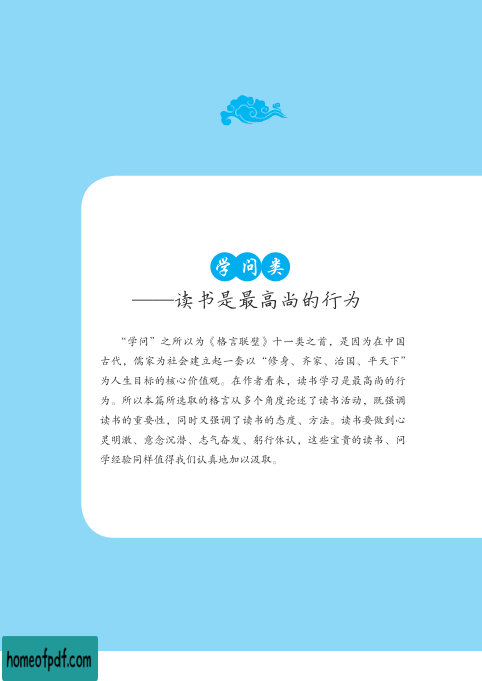 学问类
——读书是最高尚的行为
“学问”之所以为《格言联璧》十一类之首，是因为在中国
古代，儒家为社会建立起一套以“修身、齐家、治国、平天下”
为人生目标的核心价值观。在作者看来，读书学习是最高尚的行
为。所以本篇所选取的格言从多个角度论述了读书活动，既强调
读书的重要性，同时又强调了读书的态度、方法。读书要做到心
灵明澈、意念沉潜、志气奋发、躬行体认，这些宝贵的读书、问
学经验同样值得我们认真地加以汲取。
homeofpdf.com